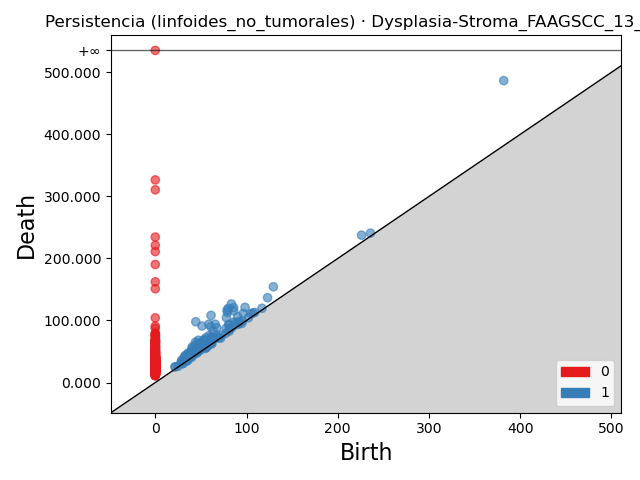 Persistencia (linfoides_no_tumorales) · Dysplasia-Stroma_FAAGSCC_13_
+∞
500.000
400.000
300.000
200.000
100.000
0.000
Death
0
1
0 100 200 300 400 500
Birth